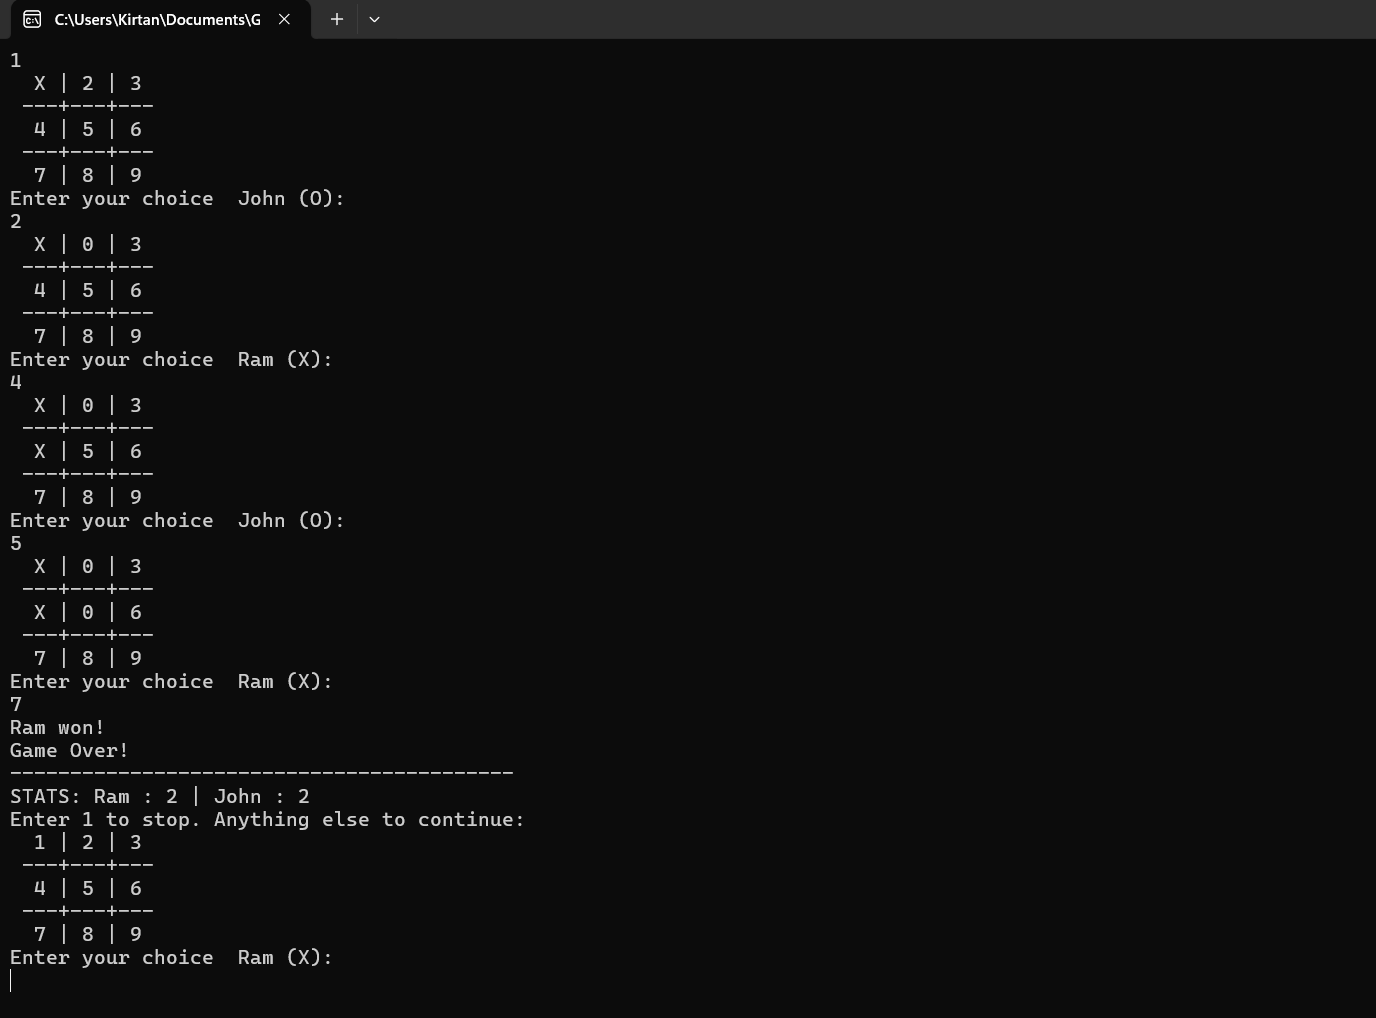 C:\Users\Kirtan\Documents\G
1
  X | 2 | 3
 ---+---+---
  4 | 5 | 6
 ---+---+---
  7 | 8 | 9
Enter your choice  John (O):
2
  X | 0 | 3
 ---+---+---
  4 | 5 | 6
 ---+---+---
  7 | 8 | 9
Enter your choice  Ram (X):
4
  X | 0 | 3
 ---+---+---
  X | 5 | 6
 ---+---+---
  7 | 8 | 9
Enter your choice  John (O):
5
  X | 0 | 3
 ---+---+---
  X | 0 | 6
 ---+---+---
  7 | 8 | 9
Enter your choice  Ram (X):
7
Ram won!
Game Over!
------------------------------------------
STATS: Ram : 2 | John : 2
Enter 1 to stop. Anything else to continue:
  1 | 2 | 3
 ---+---+---
  4 | 5 | 6
 ---+---+---
  7 | 8 | 9
Enter your choice  Ram (X):